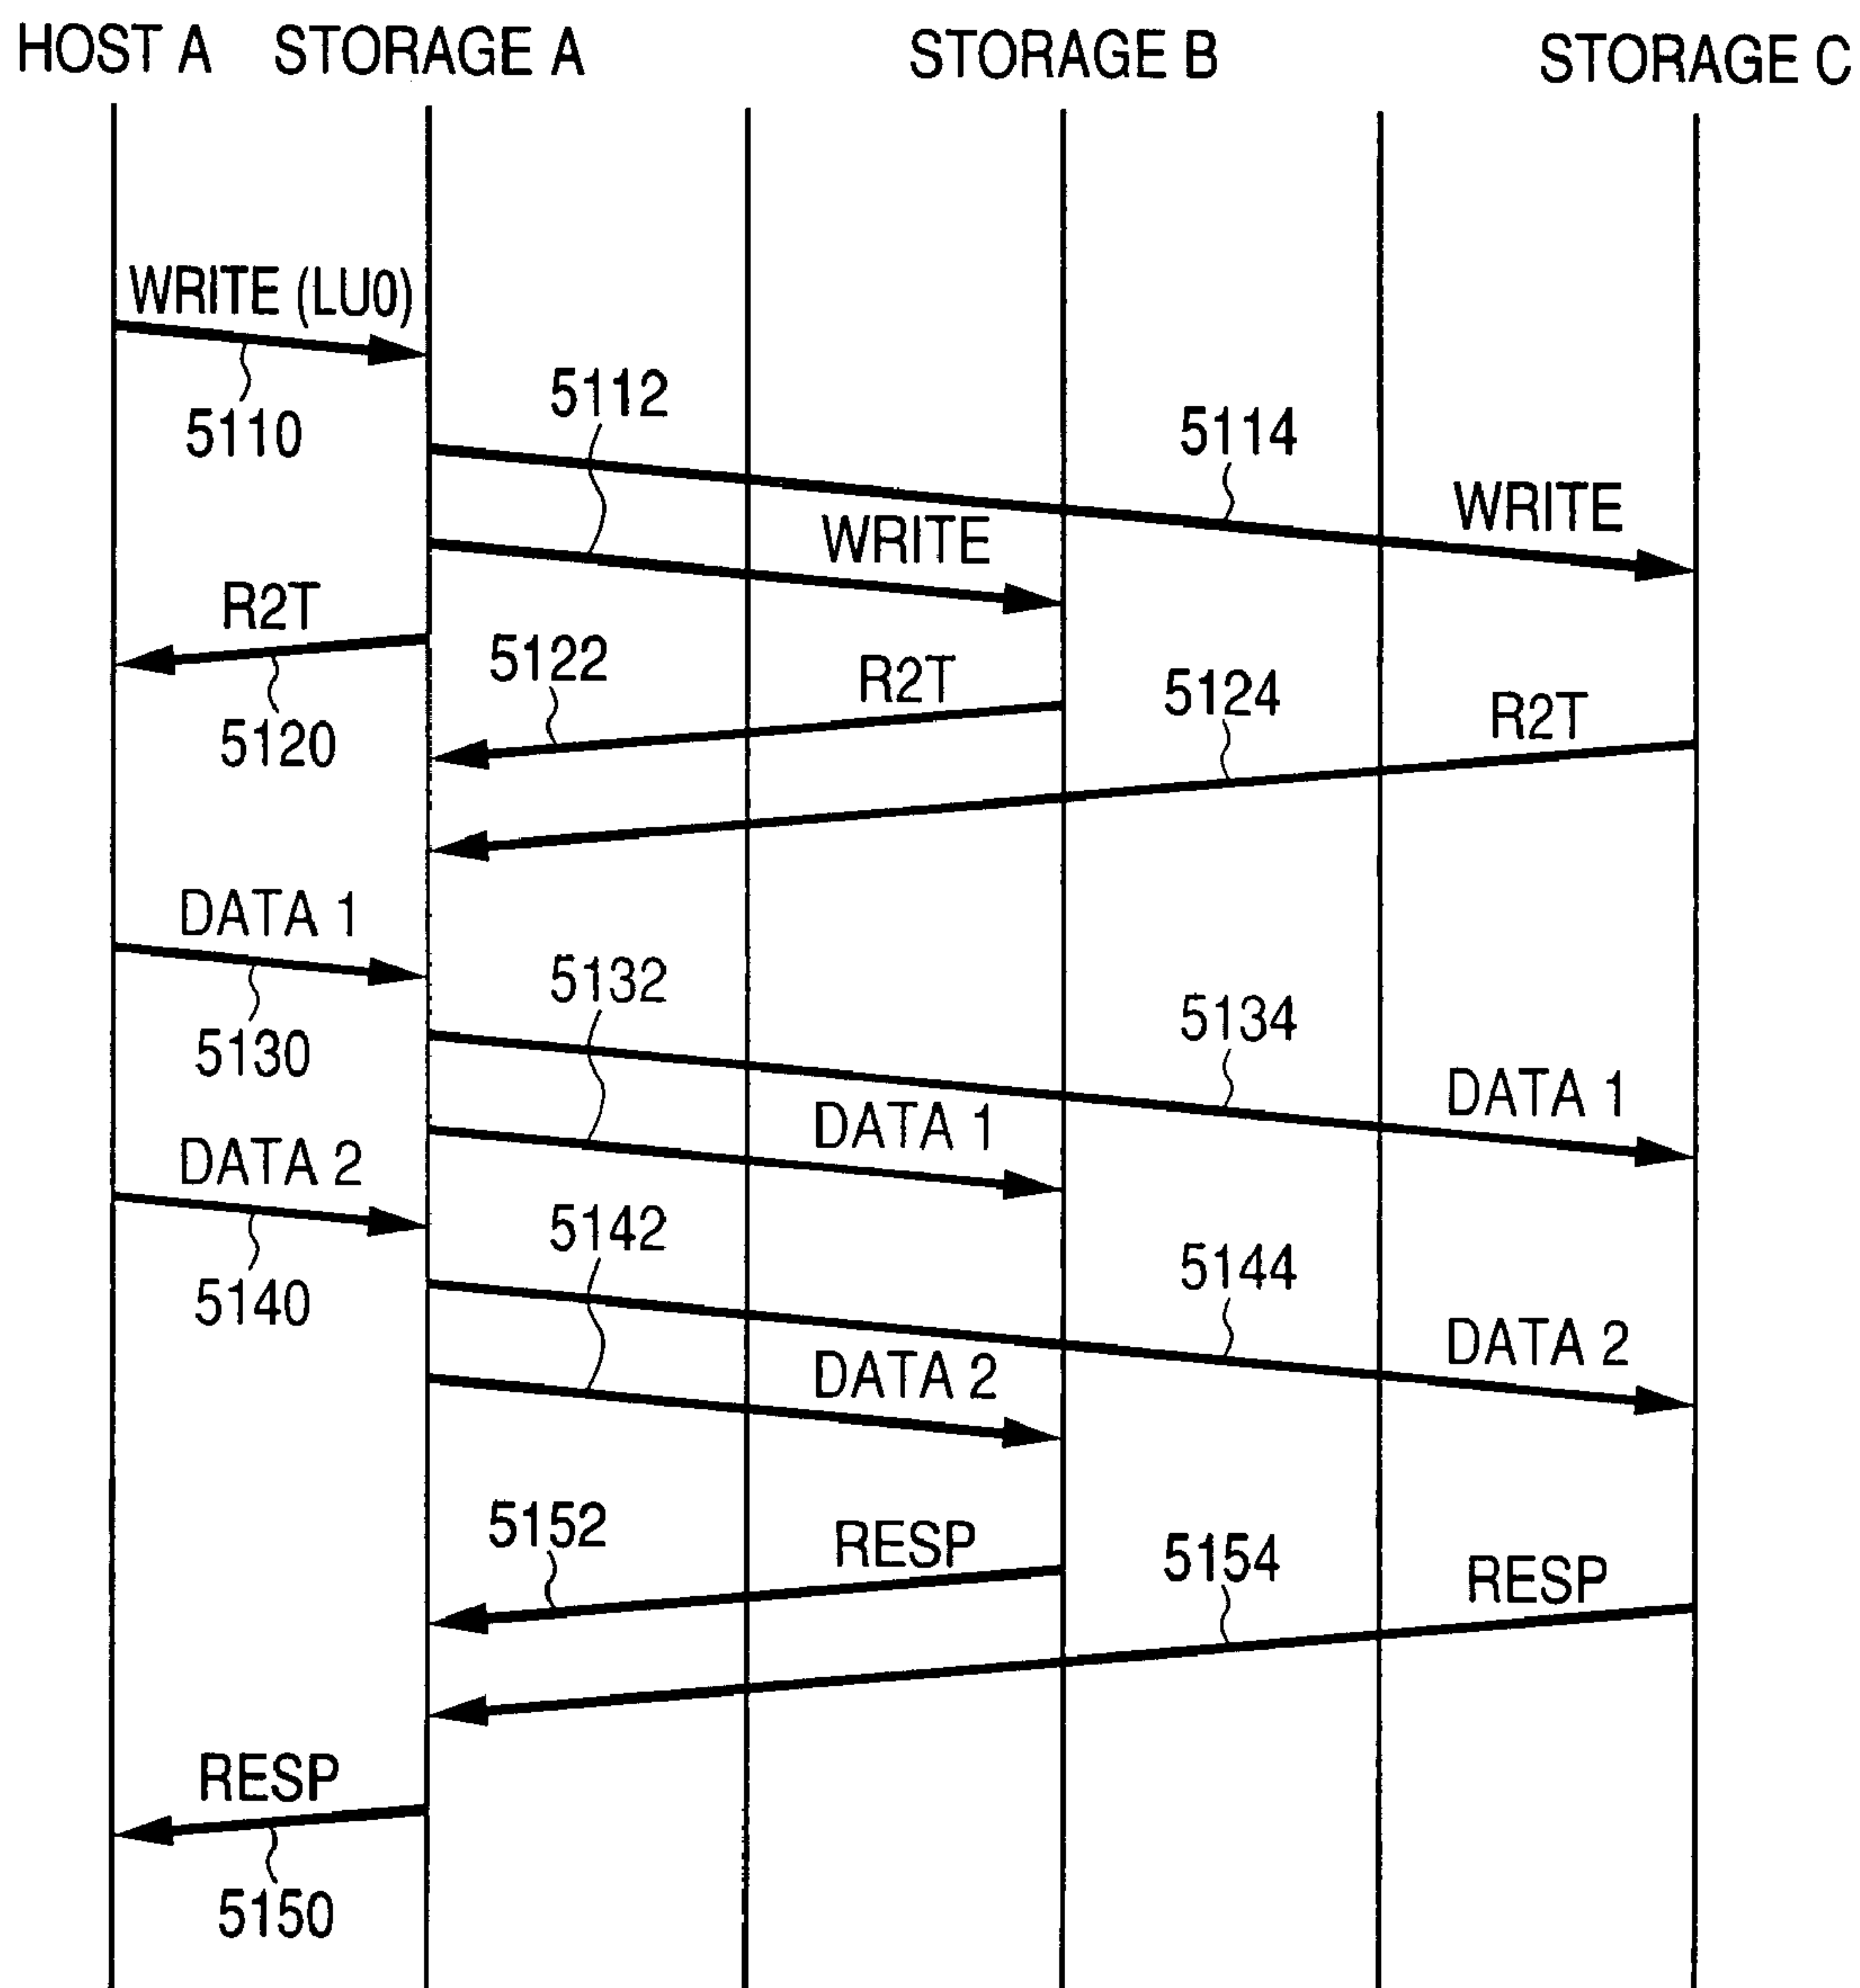 HOST A STORAGE A STORAGE B STORAGE C
WRITE (LU0)
5110
5112
5114
WRITE
WRITE
R2T
5120
5122
R2T
5124
R2T
DATA 1
5130
5132
5134
DATA 1
DATA 1
DATA 2
5140
5142
5144
DATA 2
DATA 2
5152
RESP
5154
RESP
RESP
5150